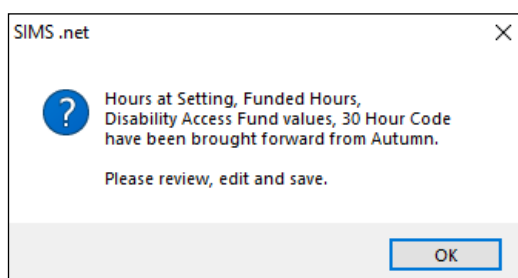 SIMS .net
Hours at Setting, Funded Hours,
Disability Access Fund values, 30 Hour Code
have been brought forward from Autumn.
Please review, edit and save.
OK